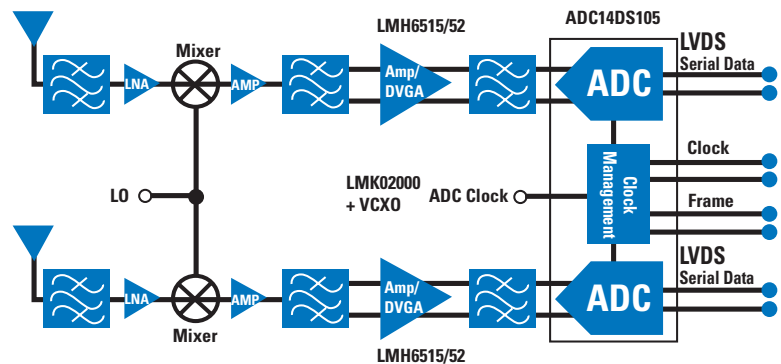 LMH6515/52
ADC14DS105
Mixer
LVDS
Serial Data
LNA
AMP
Amp/
DVGA
ADC
Clock
LO
LMK02000
+ VCXO
ADC Clock
Clock
Management
Frame
LVDS
Serial Data
LNA
AMP
Amp/
DVGA
ADC
Mixer
LMH6515/52